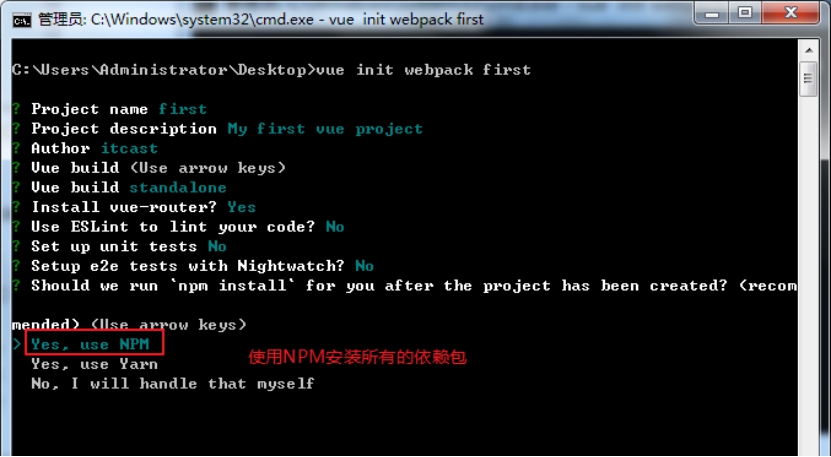 管理员: C:\Windows\system32\cmd.exe - vue  init webpack first
C:\Users\Administrator\Desktop>vue init webpack first
? Project name first
? Project description My first vue project
? Author itcast
? Vue build (Use arrow keys)
? Vue build standalone
? Install vue-router? Yes
? Use ESLint to lint your code? No
? Set up unit tests No
? Setup e2e tests with Nightwatch? No
? Should we run `npm install` for you after the project has been created? (recom
mended) (Use arrow keys)
> Yes, use NPM
使用NPM安装所有的依赖包
Yes, use Yarn
No, I will handle that myself